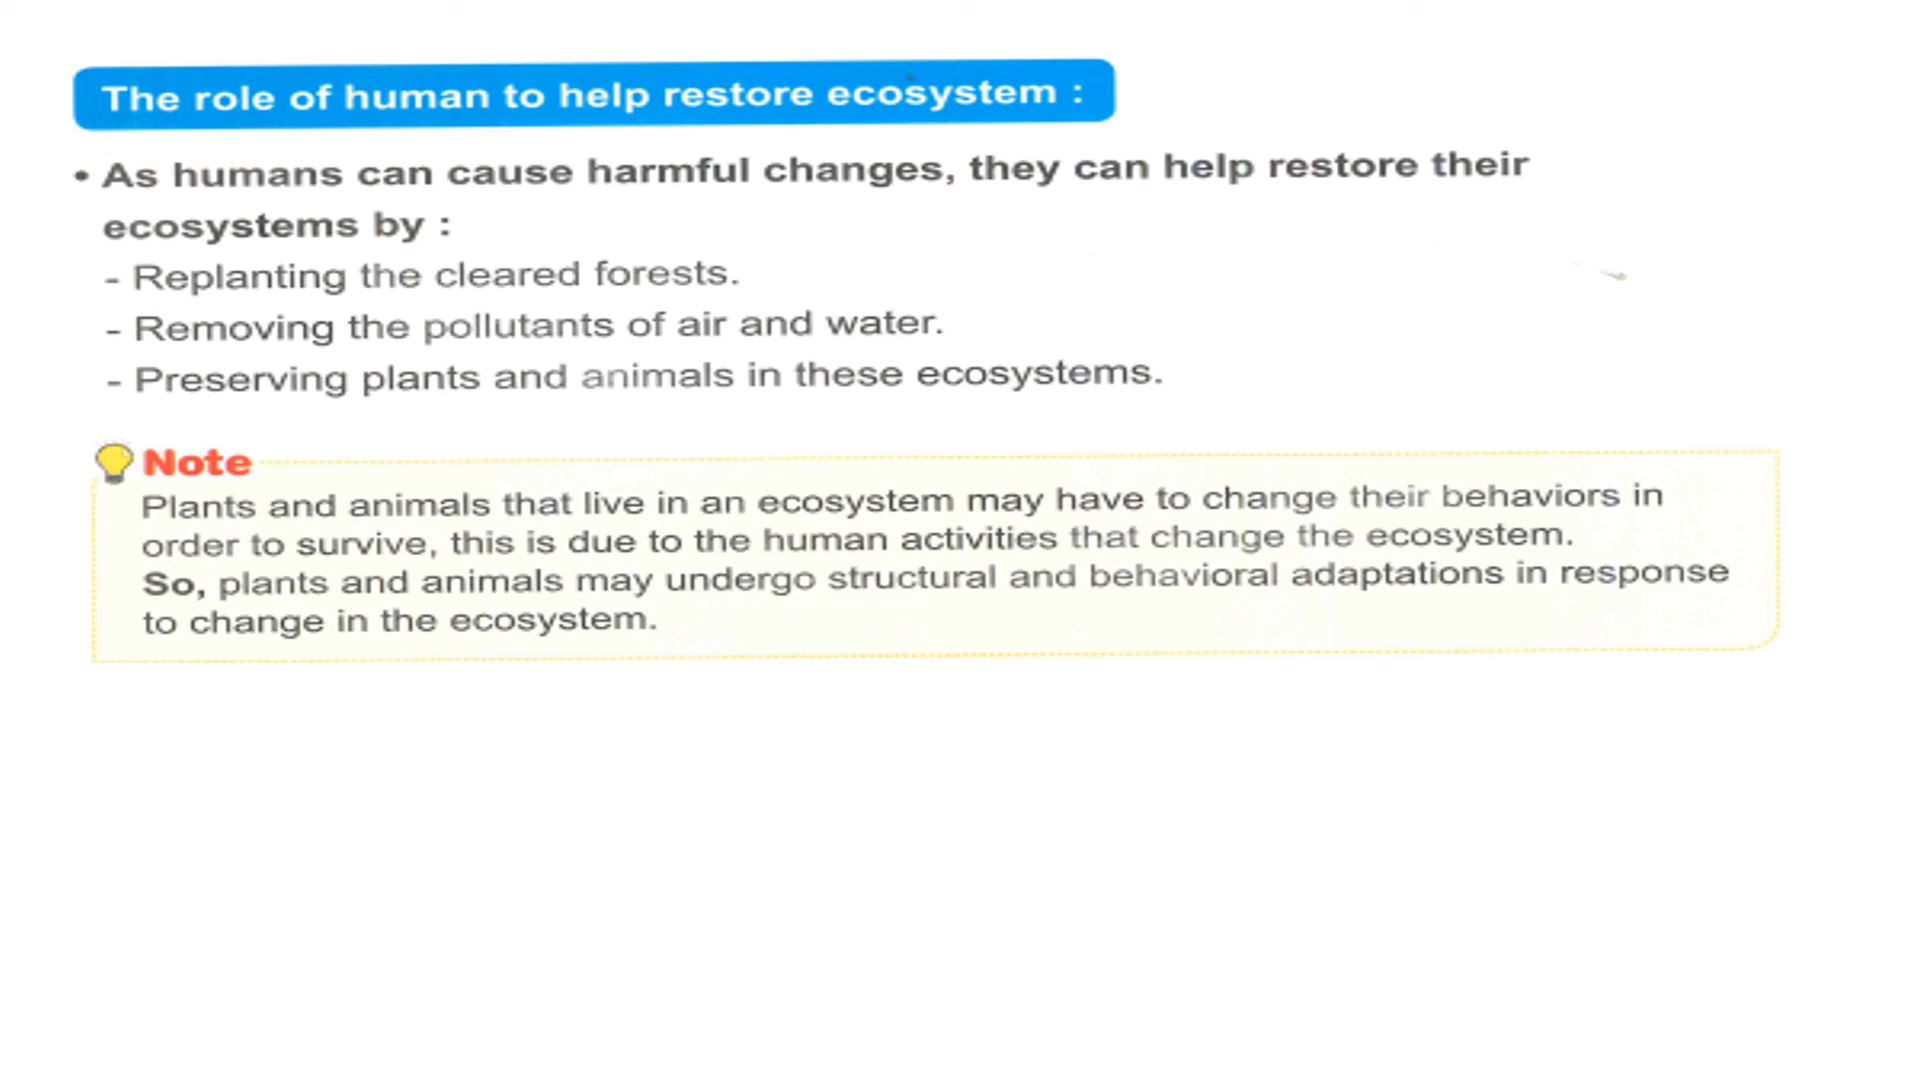 The role of human to help restore ecosystem :
• As humans can cause harmful changes, they can help restore their
ecosystems by :
- Replanting the cleared forests.
- Removing the pollutants of air and water.
- Preserving plants and animals in these ecosystems.
Note
Plants and animals that live in an ecosystem may have to change their behaviors in
order to survive, this is due to the human activities that change the ecosystem.
So, plants and animals may undergo structural and behavioral adaptations in response
to change in the ecosystem.